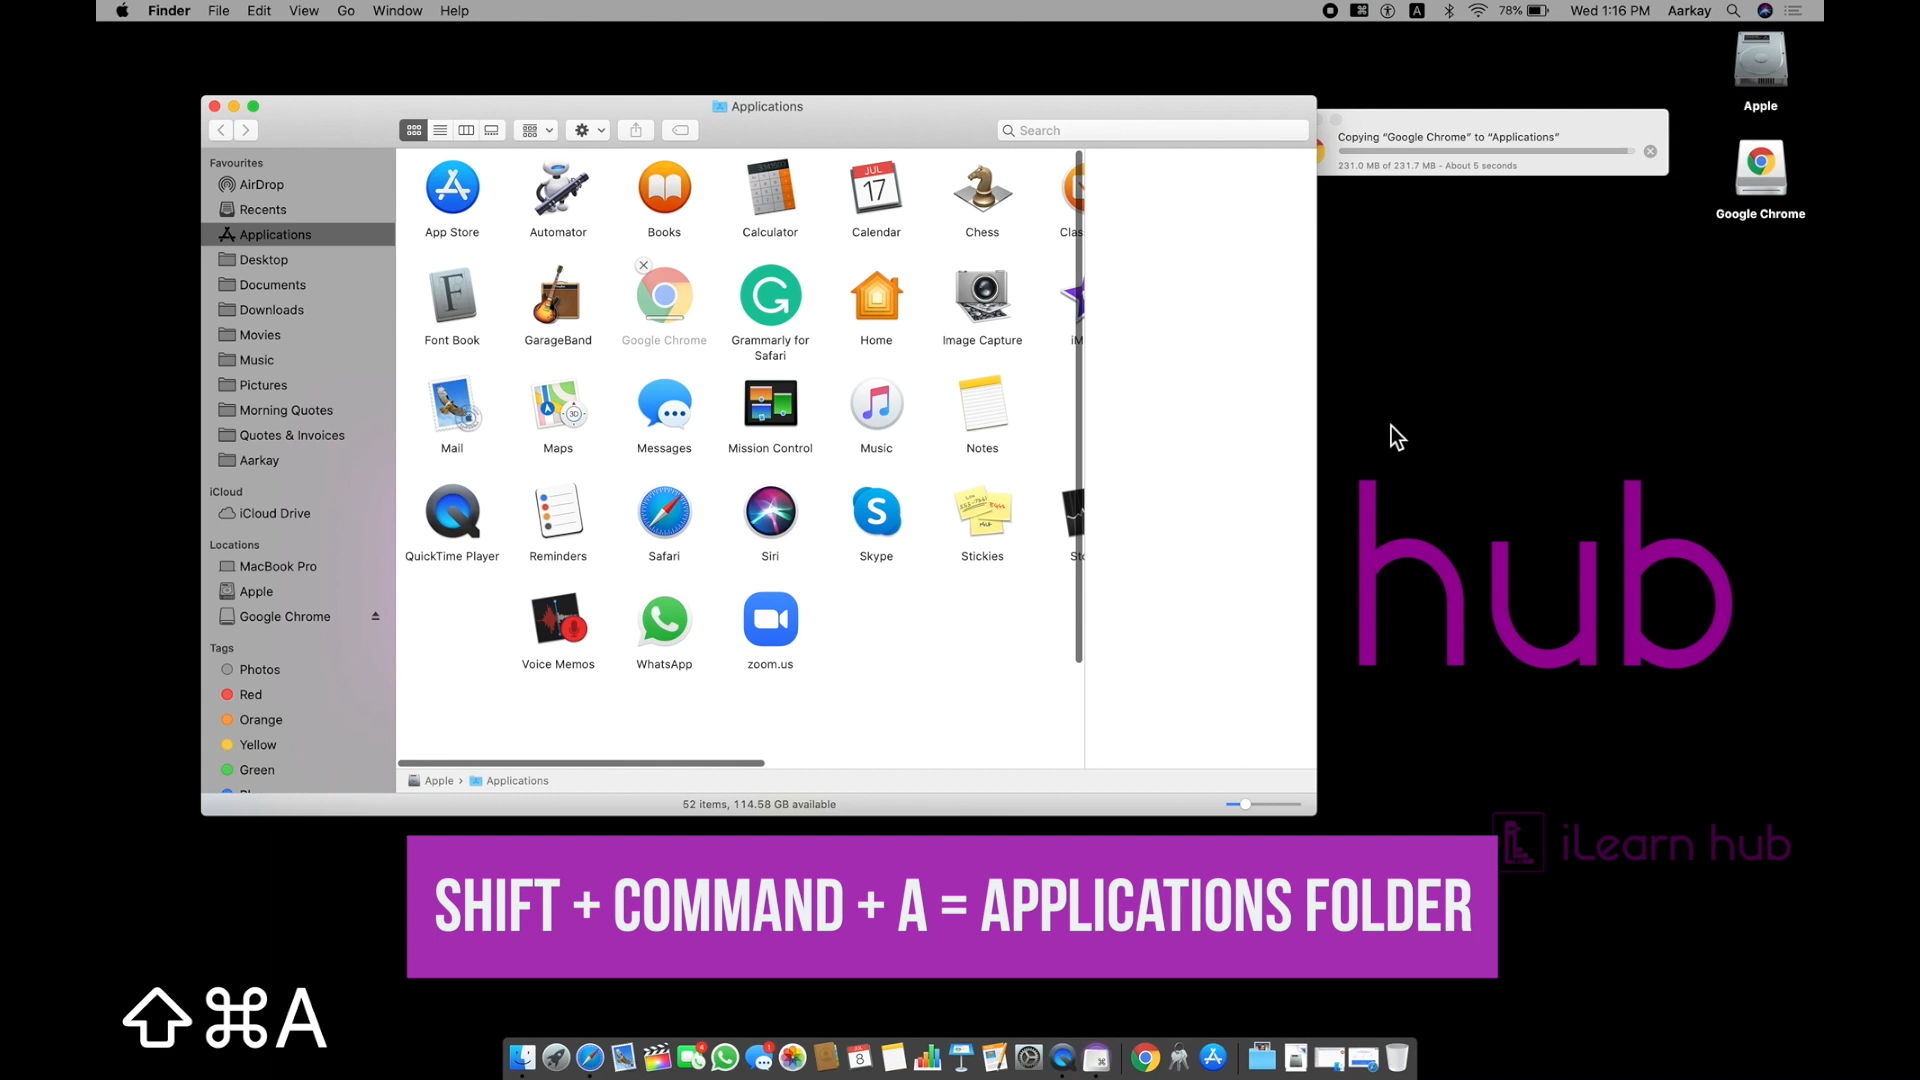 Finder File Edit View Go Window Help
A 78% Wed 1:16 PM Aarkay
Apple
Google Chrome
Copying “Google Chrome” to “Applications”
231.0 MB of 231.7 MB - About 5 seconds
Applications
Search
Favourites
AirDrop
Recents
Applications
Desktop
Documents
Downloads
Movies
Music
Pictures
Morning Quotes
Quotes & Invoices
Aarkay
iCloud
iCloud Drive
Locations
MacBook Pro
Apple
Google Chrome
Tags
Photos
Red
Orange
Yellow
Green
JUL
17
App Store Automator Books Calculator Calendar Chess Clas
Font Book GarageBand Google Chrome Grammarly for Home Image Capture iM
Safari
Mail Maps Messages Mission Control Music Notes
QuickTime Player Reminders Safari Siri Skype Stickies Sto
Voice Memos WhatsApp zoom.us
Apple › Applications
52 items, 114.58 GB available
hub
iLearn hub
SHIFT + COMMAND + A = APPLICATIONS FOLDER
⇧⌘A